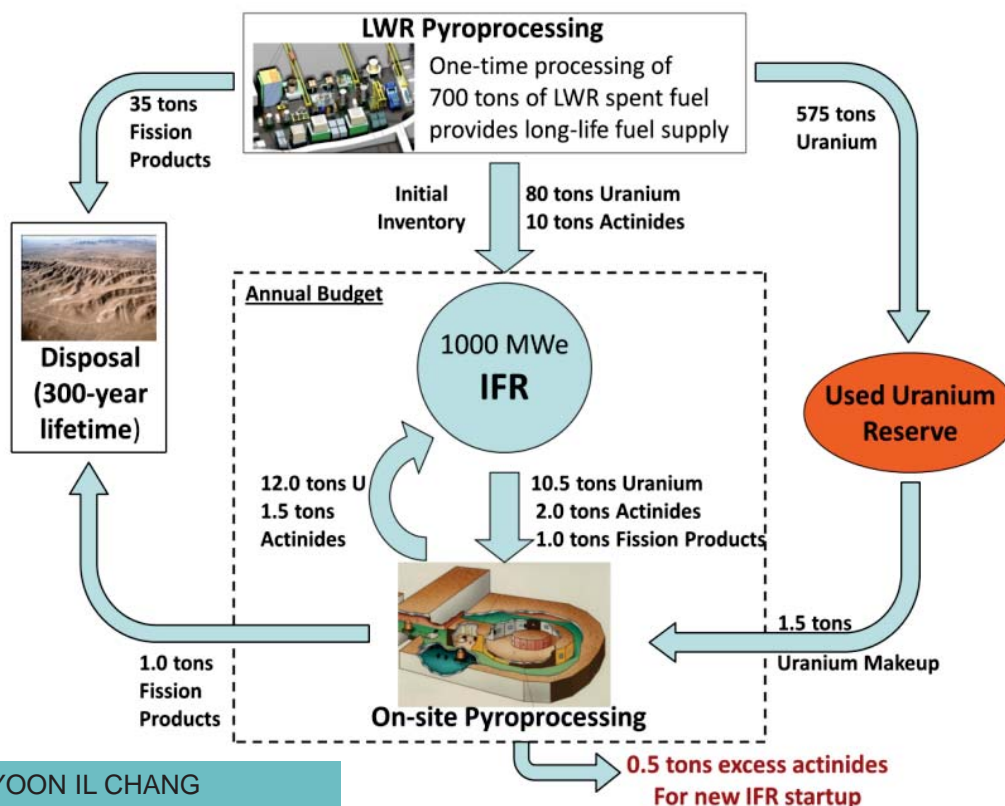 LWR Pyroprocessing
One-time processing of
700 tons of LWR spent fuel
provides long-life fuel supply
35 tons
Fission
Products
575 tons
Uranium
Initial
Inventory
80 tons Uranium
10 tons Actinides
Annual Budget
1000 MWe
IFR
Disposal
(300-year
lifetime)
Used Uranium
Reserve
12.0 tons U
1.5 tons
Actinides
10.5 tons Uranium
2.0 tons Actinides
1.0 tons Fission Products
1.5 tons
Uranium Makeup
1.0 tons
Fission
Products
On-site Pyroprocessing
0.5 tons excess actinides
For new IFR startup
YOON IL CHANG